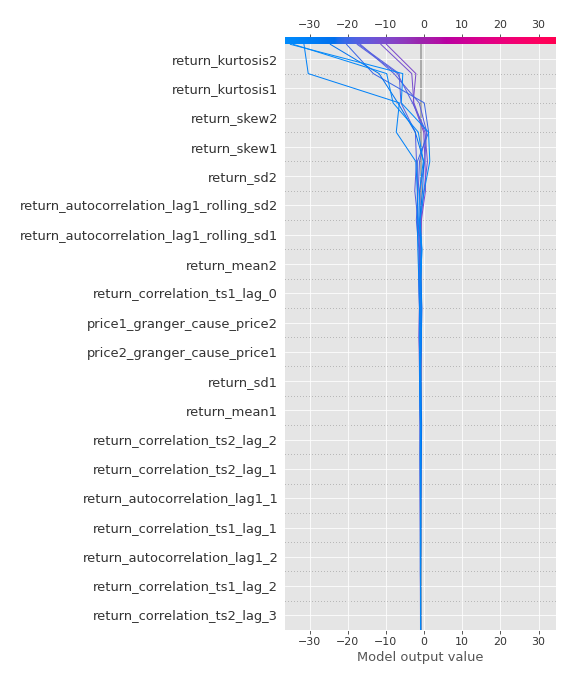 −30 −20 −10 0 10 20 30
return_kurtosis2
return_kurtosis1
return_skew2
return_skew1
return_sd2
return_autocorrelation_lag1_rolling_sd2
return_autocorrelation_lag1_rolling_sd1
return_mean2
return_correlation_ts1_lag_0
price1_granger_cause_price2
price2_granger_cause_price1
return_sd1
return_mean1
return_correlation_ts2_lag_2
return_correlation_ts2_lag_1
return_autocorrelation_lag1_1
return_correlation_ts1_lag_1
return_autocorrelation_lag1_2
return_correlation_ts1_lag_2
return_correlation_ts2_lag_3
−30 −20 −10 0 10 20 30
Model output value